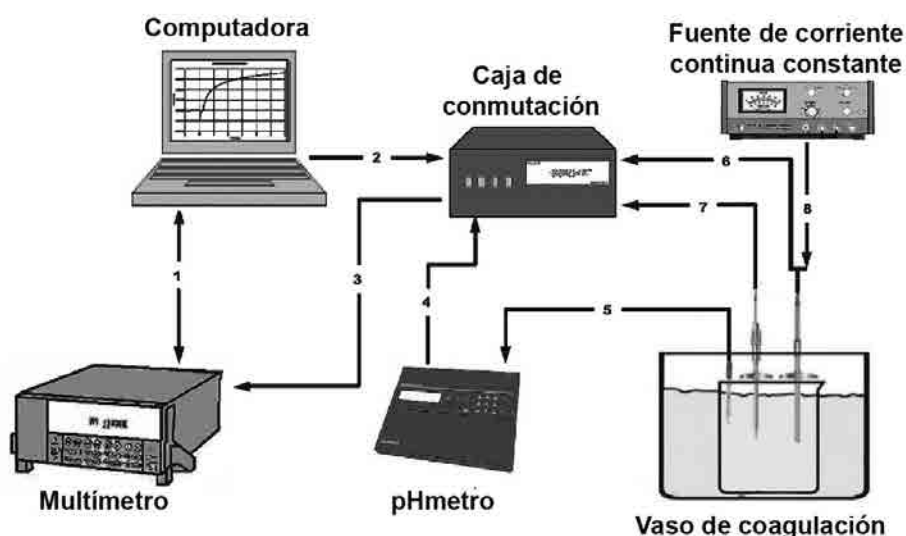 Computadora
Fuente de corriente
continua constante
Caja de
conmutación
2
6
7
8
1
3
4
5
Multímetro
pHmetro
Vaso de coagulación